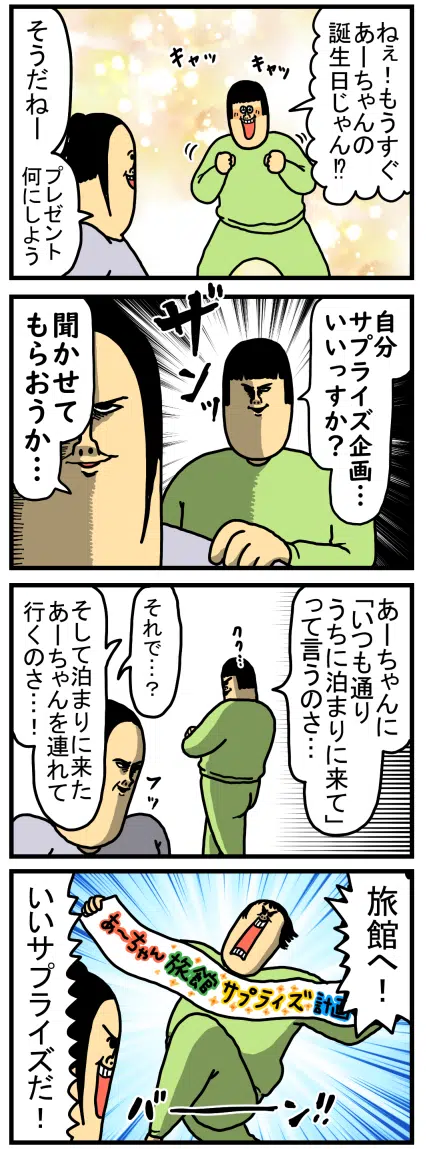 ねぇ!もうすぐ
あーちゃんの
誕生日じゃん!?
キャッ
キャッ
そうだねー
プレゼント
何にしよう
自分
サプライズ企画…
いいっすか?
ザンッ
聞かせて
もらおうか…
あーちゃんに
「いつも通り
うちに泊まりに来て」
って言うのさ…
クク…
それで…?
フッ
そして泊まりに来た
あーちゃんを連れて
行くのさ…!
旅館へ!
あ〜ちゃん旅館サプライズ計画
バーーン!!
いいサプライズだ!